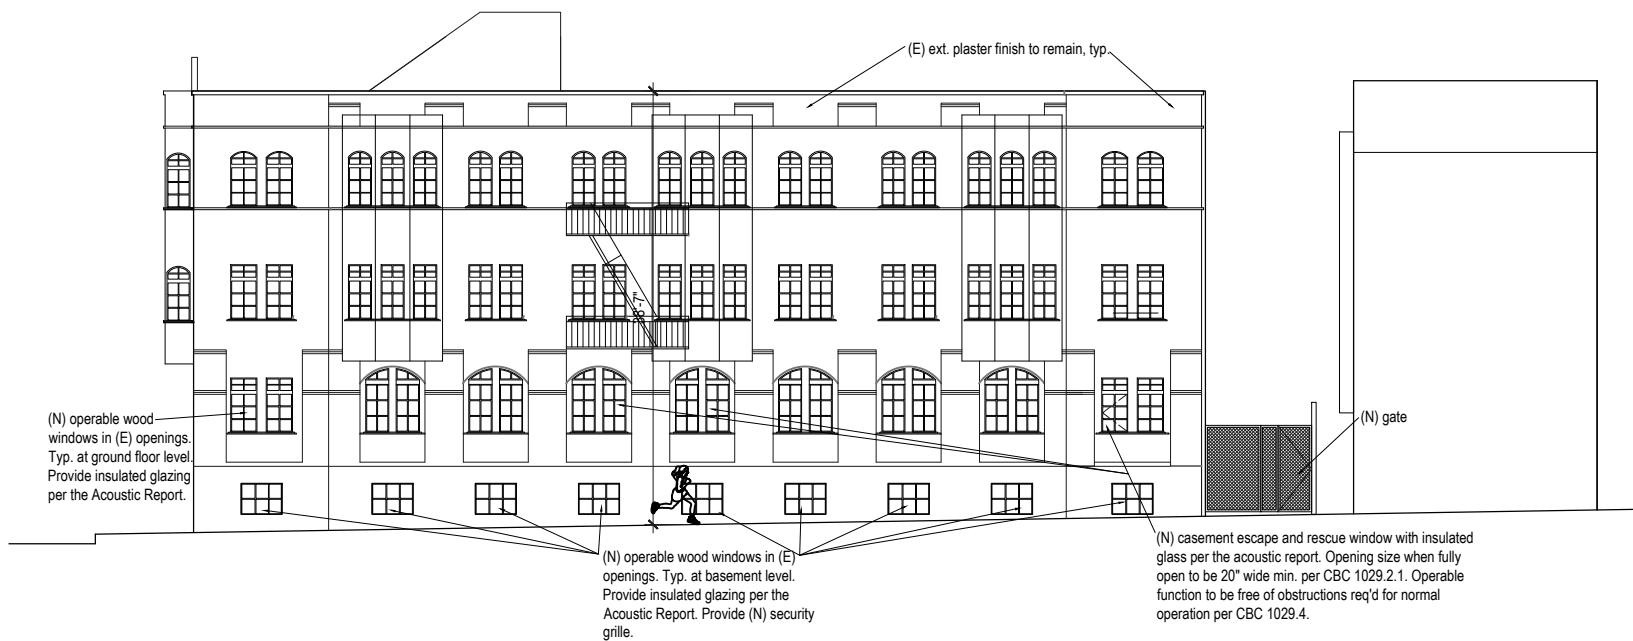 (E) ext. plaster finish to remain, typ.
(N) operable wood
windows in (E) openings.
Typ. at ground floor level.
Provide insulated glazing
per the Acoustic Report.
(N) gate
(N) operable wood windows in (E)
openings. Typ. at basement level.
Provide insulated glazing per the
Acoustic Report. Provide (N) security
grille.
(N) casement escape and rescue window with insulated
glass per the acoustic report. Opening size when fully
open to be 20" wide min. per CBC 1029.2.1. Operable
function to be free of obstructions req'd for normal
operation per CBC 1029.4.